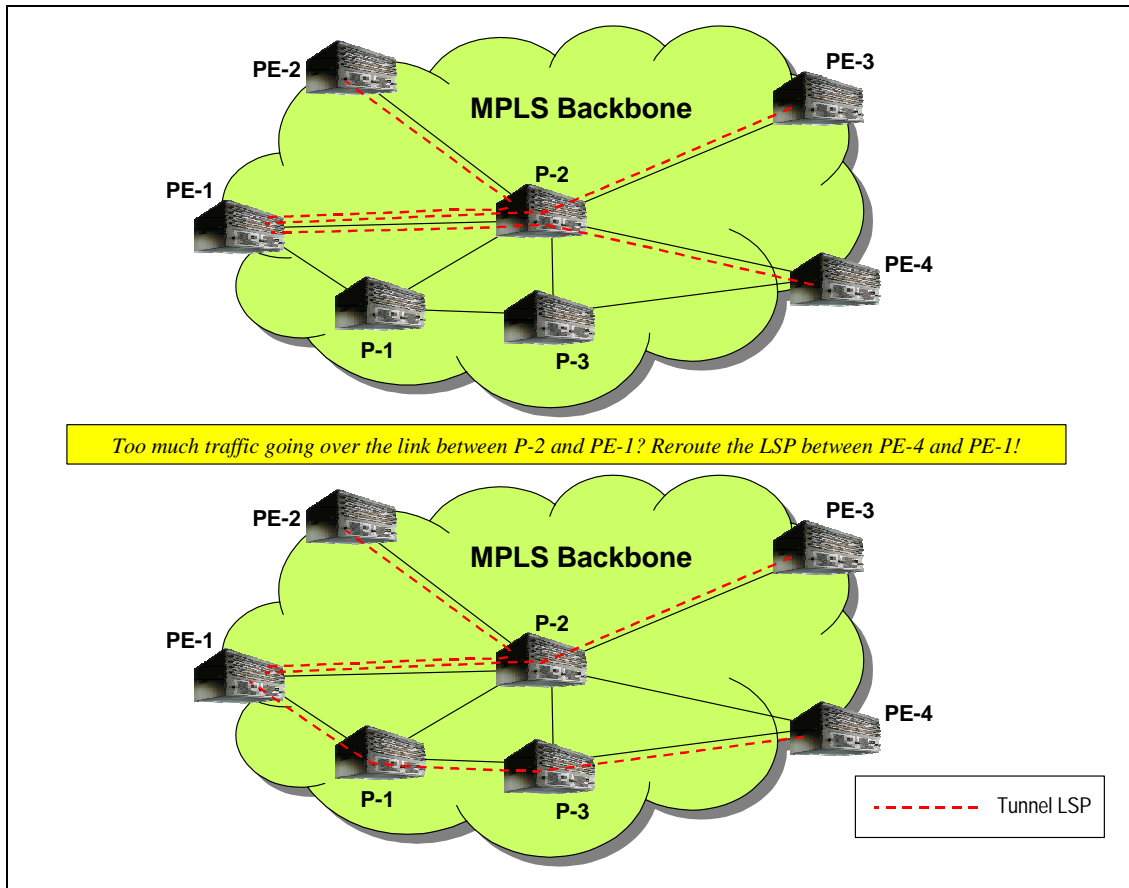 PE-2
PE-3
MPLS Backbone
P-2
PE-1
PE-4
P-1
P-3
Too much traffic going over the link between P-2 and PE-1? Reroute the LSP between PE-4 and PE-1!
PE-2
PE-3
MPLS Backbone
P-2
PE-1
PE-4
P-1
P-3
Tunnel LSP